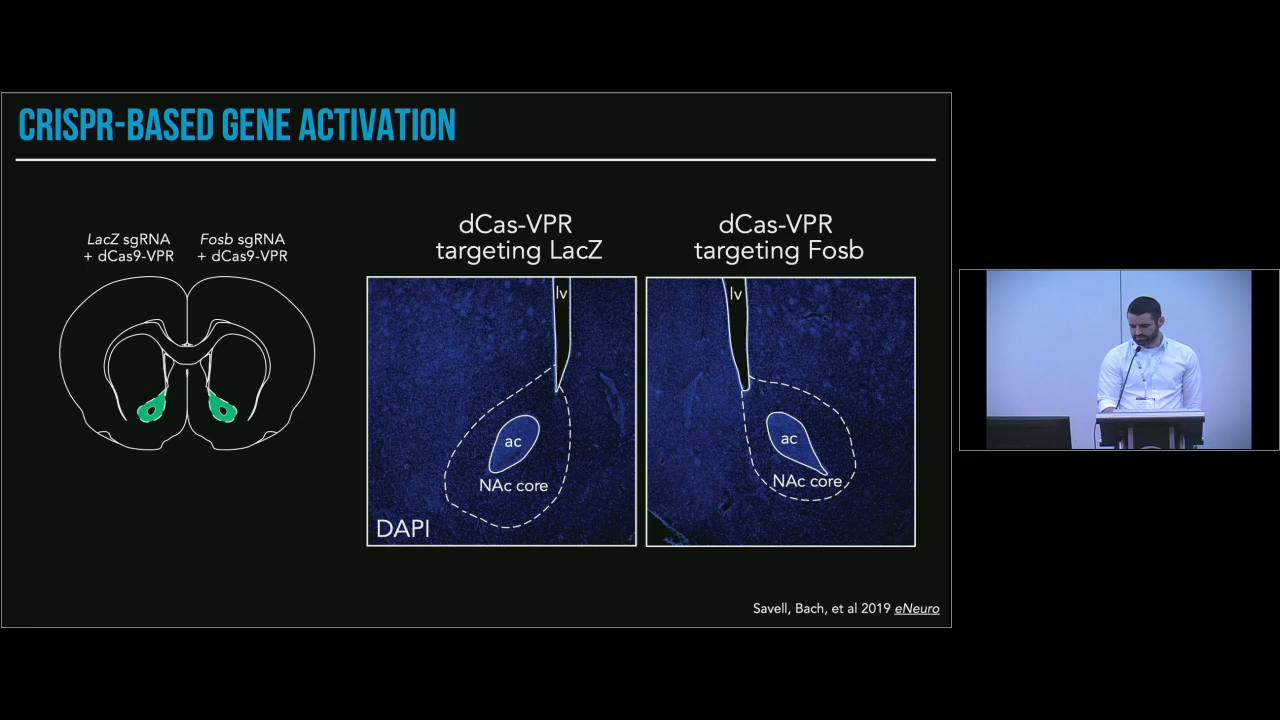 CRISPR-BASED GENE ACTIVATION
LacZ sgRNA
+ dCas9-VPR
Fosb sgRNA
+ dCas9-VPR
dCas-VPR
targeting LacZ
dCas-VPR
targeting Fosb
lv
ac
NAc core
DAPI
lv
ac
NAc core
Savell, Bach, et al 2019 eNeuro